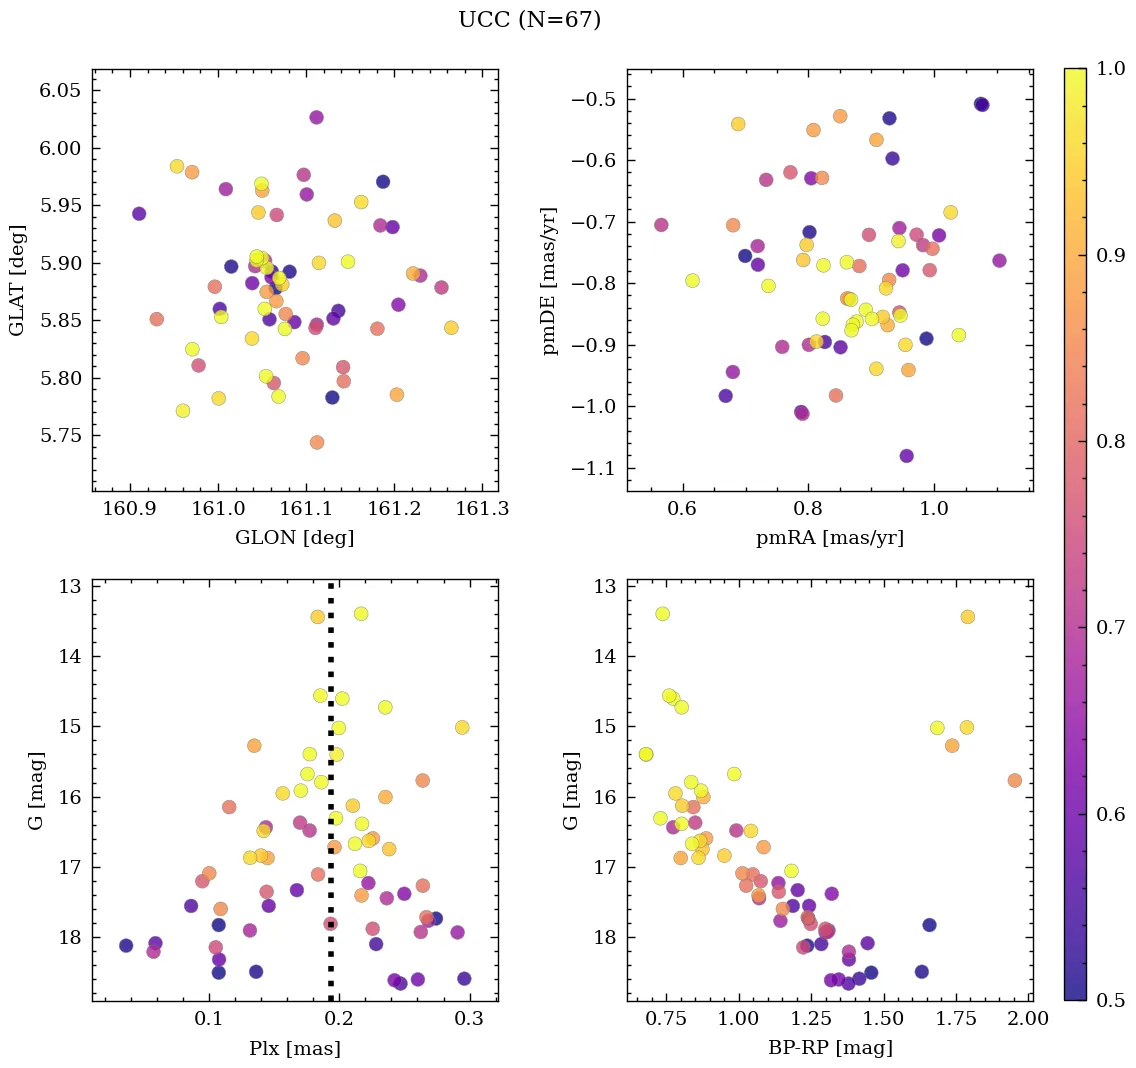 UCC (N=67)
6.05
6.00
5.95
5.90
5.85
5.80
5.75
GLAT [deg]
160.9 161.0 161.1 161.2 161.3
GLON [deg]
−0.5
−0.6
−0.7
−0.8
−0.9
−1.0
−1.1
pmDE [mas/yr]
0.6 0.8 1.0
pmRA [mas/yr]
13
14
15
16
17
18
G [mag]
0.1 0.2 0.3
Plx [mas]
13
14
15
16
17
18
G [mag]
0.75 1.00 1.25 1.50 1.75 2.00
BP-RP [mag]
1.0
0.9
0.8
0.7
0.6
0.5